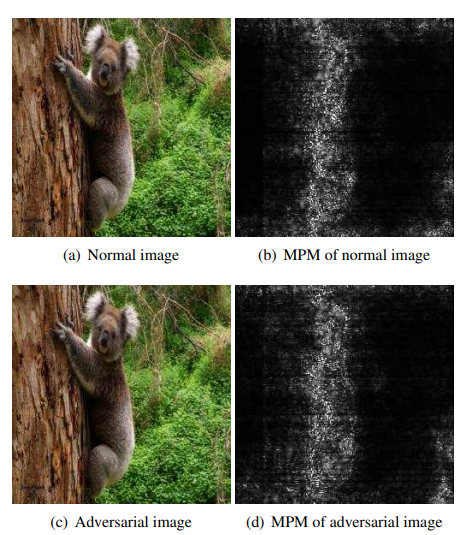 (a) Normal image
(b) MPM of normal image
(c) Adversarial image
(d) MPM of adversarial image